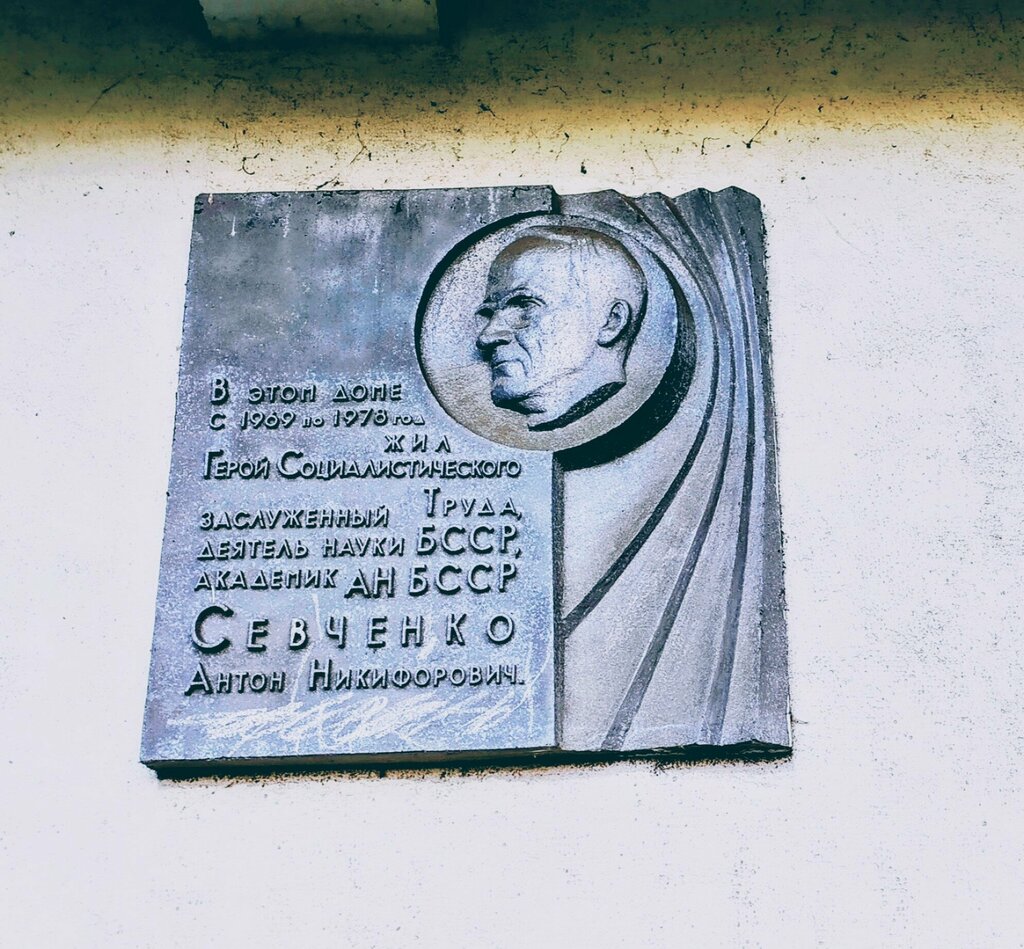 В ЭТОМ ДОМЕ
С 1969 по 1978 год
ЖИЛ
ГЕРОЙ СОЦИАЛИСТИЧЕСКОГО
ТРУДА,
ЗАСЛУЖЕННЫЙ
ДЕЯТЕЛЬ НАУКИ БССР,
АКАДЕМИК АН БССР
СЕВЧЕНКО
АНТОН НИКИФОРОВИЧ.